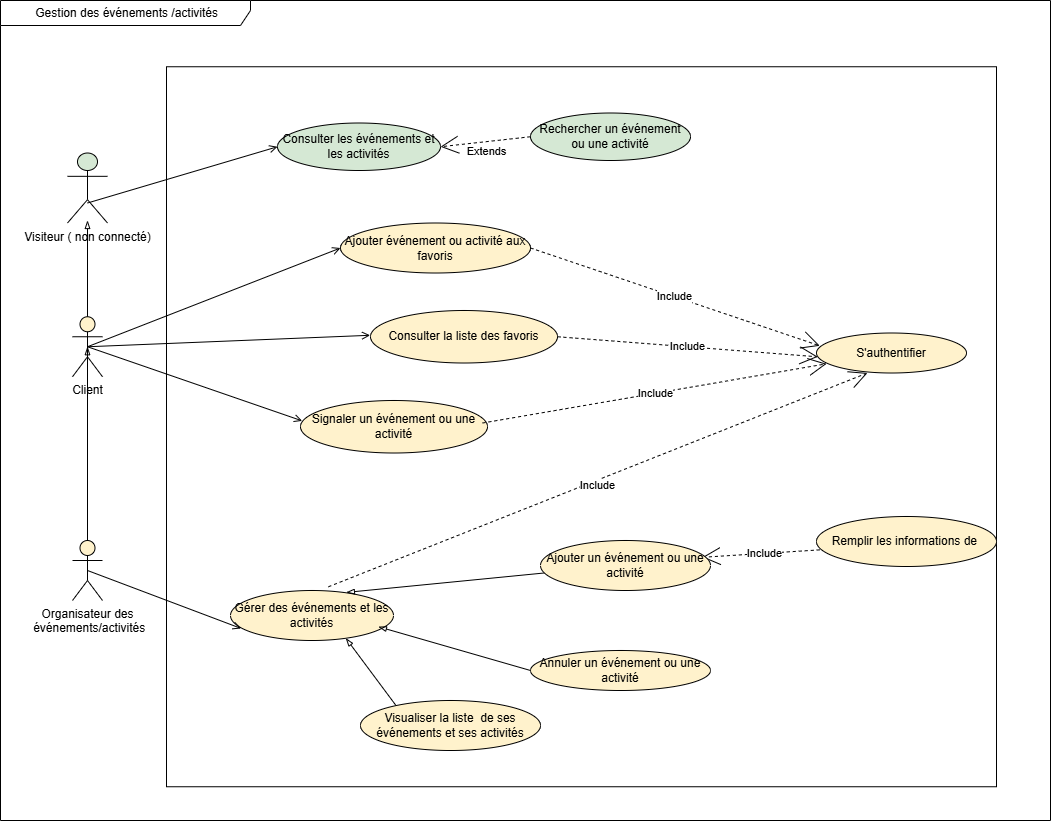 Gestion des événements /activités
Consulter les événements et
les activités
Extends
Rechercher un événement
ou une activité
Visiteur ( non connecté)
Ajouter événement ou activité aux
favoris
Include
Consulter la liste des favoris
Include
S'authentifier
Client
Signaler un événement ou une
activité
Include
Include
Remplir les informations de
Include
Ajouter un événement ou une
activité
Organisateur des
événements/activités
Gérer des événements et les
activités
Annuler un événement ou une
activité
Visualiser la liste  de ses
événements et ses activités